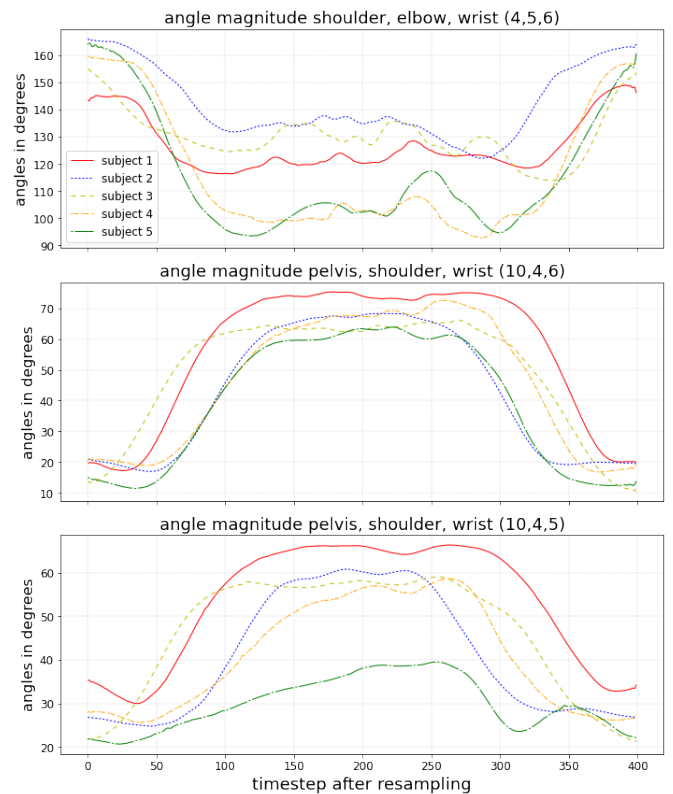 angle magnitude shoulder, elbow, wrist (4,5,6)
angles in degrees
160
150
140
130
120
110
100
90
subject 1
subject 2
subject 3
subject 4
subject 5
angle magnitude pelvis, shoulder, wrist (10,4,6)
angles in degrees
70
60
50
40
30
20
10
angle magnitude pelvis, shoulder, wrist (10,4,5)
angles in degrees
60
50
40
30
20
0 50 100 150 200 250 300 350 400
timestep after resampling